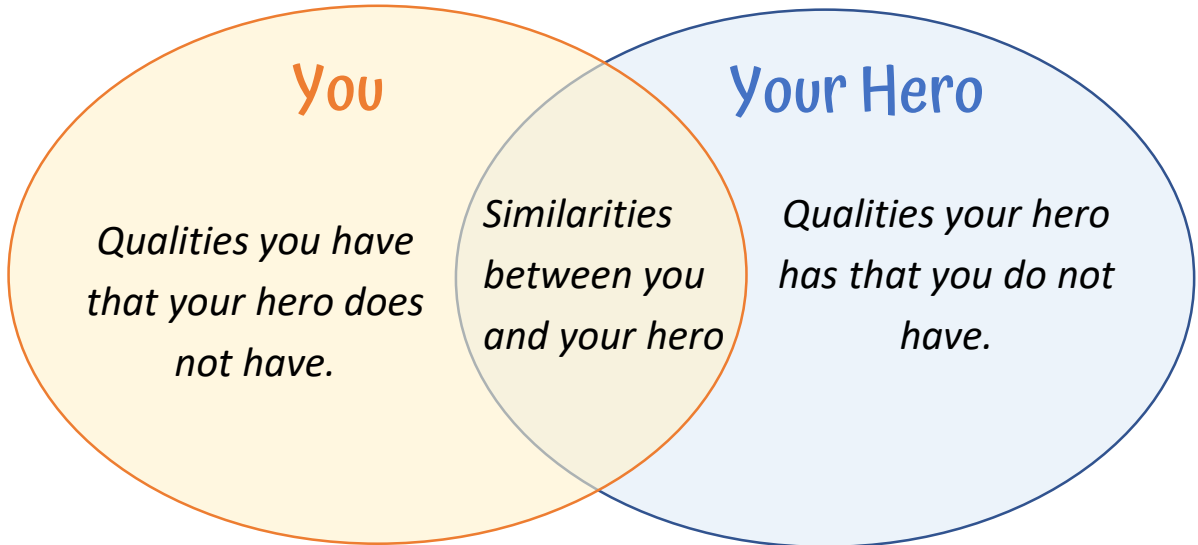 You
Your Hero
Qualities you have
that your hero does
not have.
Similarities
between you
and your hero
Qualities your hero
has that you do not
have.